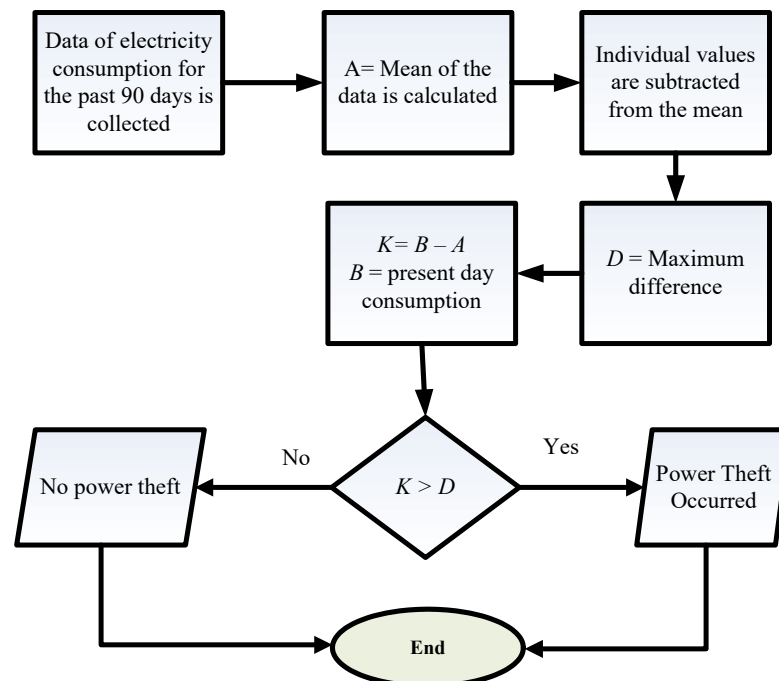 Data of electricity
consumption for
the past 90 days is
collected
A= Mean of the
data is calculated
Individual values
are subtracted
from the mean
D = Maximum
difference
K= B – A
B = present day
consumption
K > D
No
Yes
No power theft
Power Theft
Occurred
End